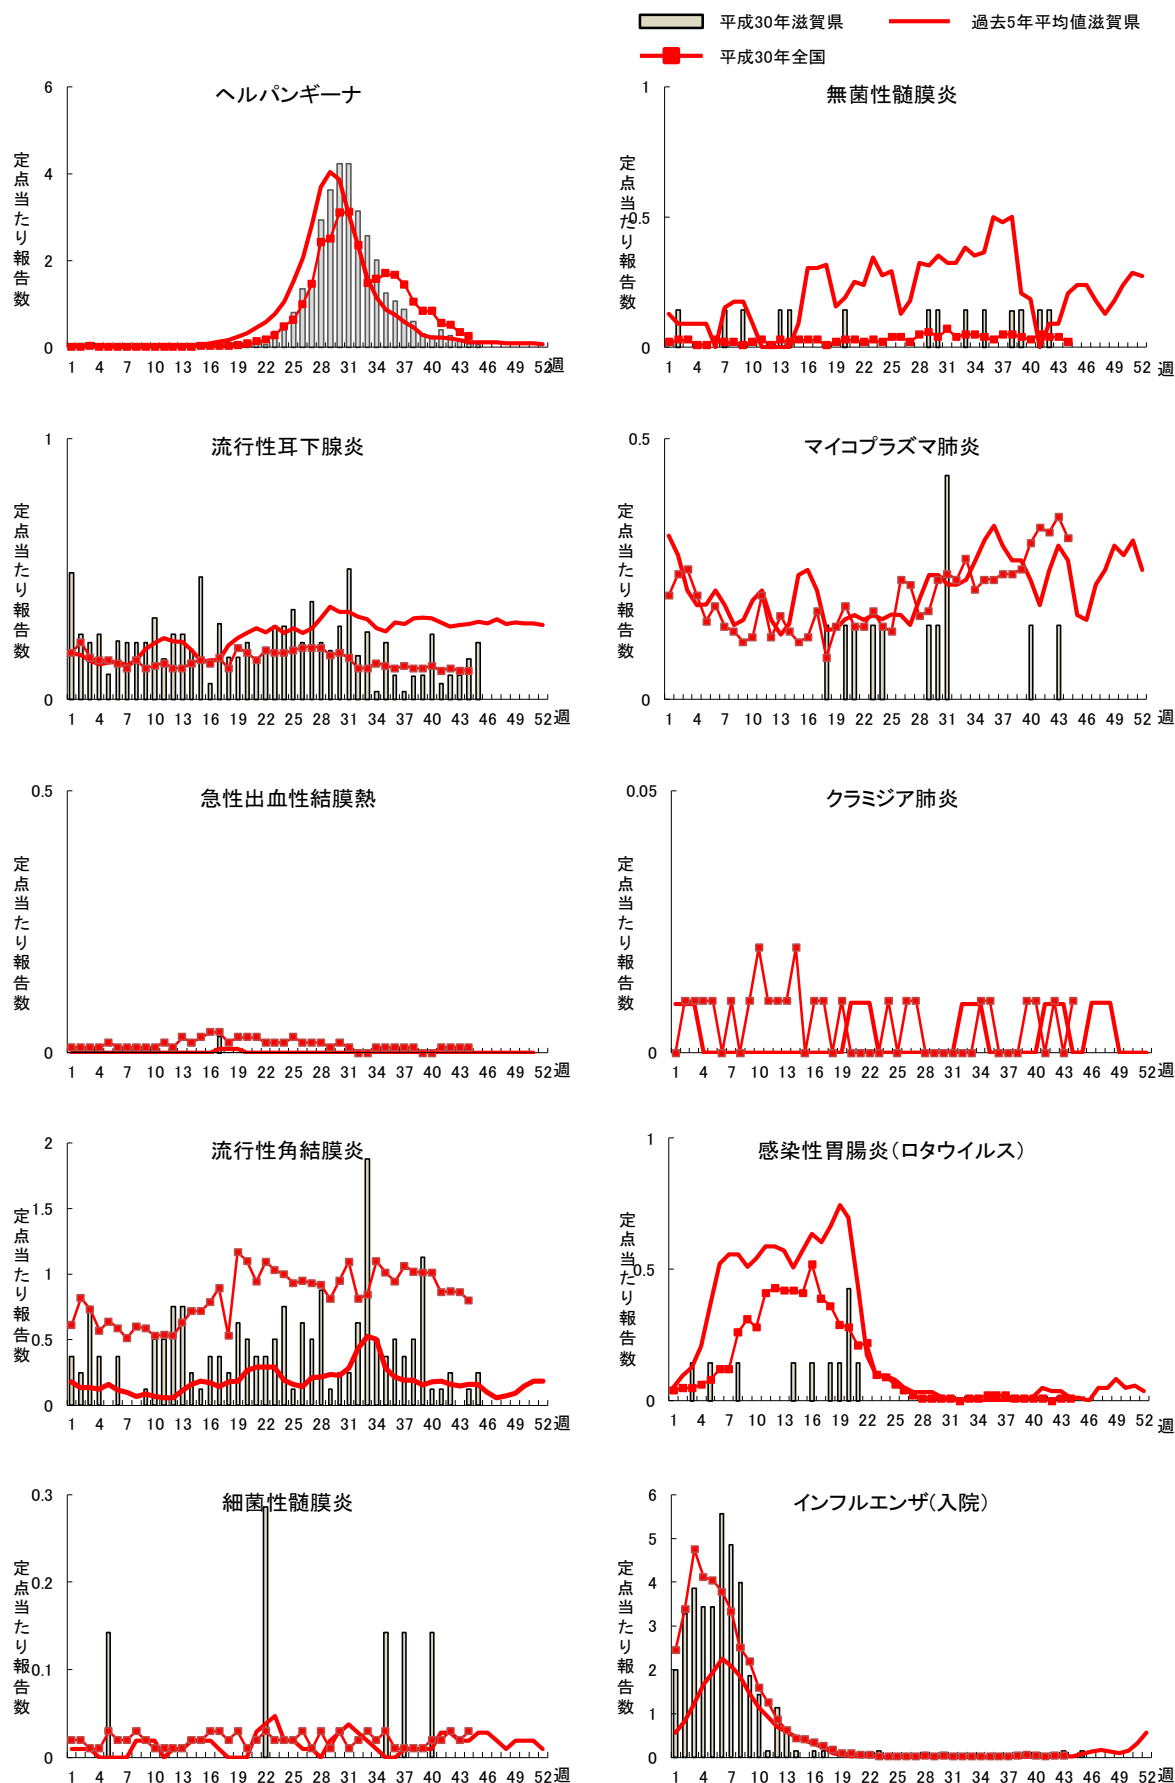 平成30年滋賀県 過去5年平均値滋賀県
平成30年全国
ヘルパンギーナ
定点当たり報告数
6
4
2
0
1 4 7 10 13 16 19 22 25 28 31 34 37 40 43 46 49 52 週
無菌性髄膜炎
定点当たり報告数
1
0.5
0
1 4 7 10 13 16 19 22 25 28 31 34 37 40 43 46 49 52 週
流行性耳下腺炎
定点当たり報告数
1
0
1 4 7 10 13 16 19 22 25 28 31 34 37 40 43 46 49 52 週
マイコプラズマ肺炎
定点当たり報告数
0.5
0
1 4 7 10 13 16 19 22 25 28 31 34 37 40 43 46 49 52 週
急性出血性結膜熱
定点当たり報告数
0.5
0
1 4 7 10 13 16 19 22 25 28 31 34 37 40 43 46 49 52 週
クラミジア肺炎
定点当たり報告数
0.05
0
1 4 7 10 13 16 19 22 25 28 31 34 37 40 43 46 49 52 週
流行性角結膜炎
定点当たり報告数
2
1.5
1
0.5
0
1 4 7 10 13 16 19 22 25 28 31 34 37 40 43 46 49 52 週
感染性胃腸炎(ロタウイルス)
定点当たり報告数
1
0.5
0
1 4 7 10 13 16 19 22 25 28 31 34 37 40 43 46 49 52 週
細菌性髄膜炎
定点当たり報告数
0.3
0.2
0.1
0
1 4 7 10 13 16 19 22 25 28 31 34 37 40 43 46 49 52 週
インフルエンザ(入院)
定点当たり報告数
6
5
4
3
2
1
0
1 4 7 10 13 16 19 22 25 28 31 34 37 40 43 46 49 52 週